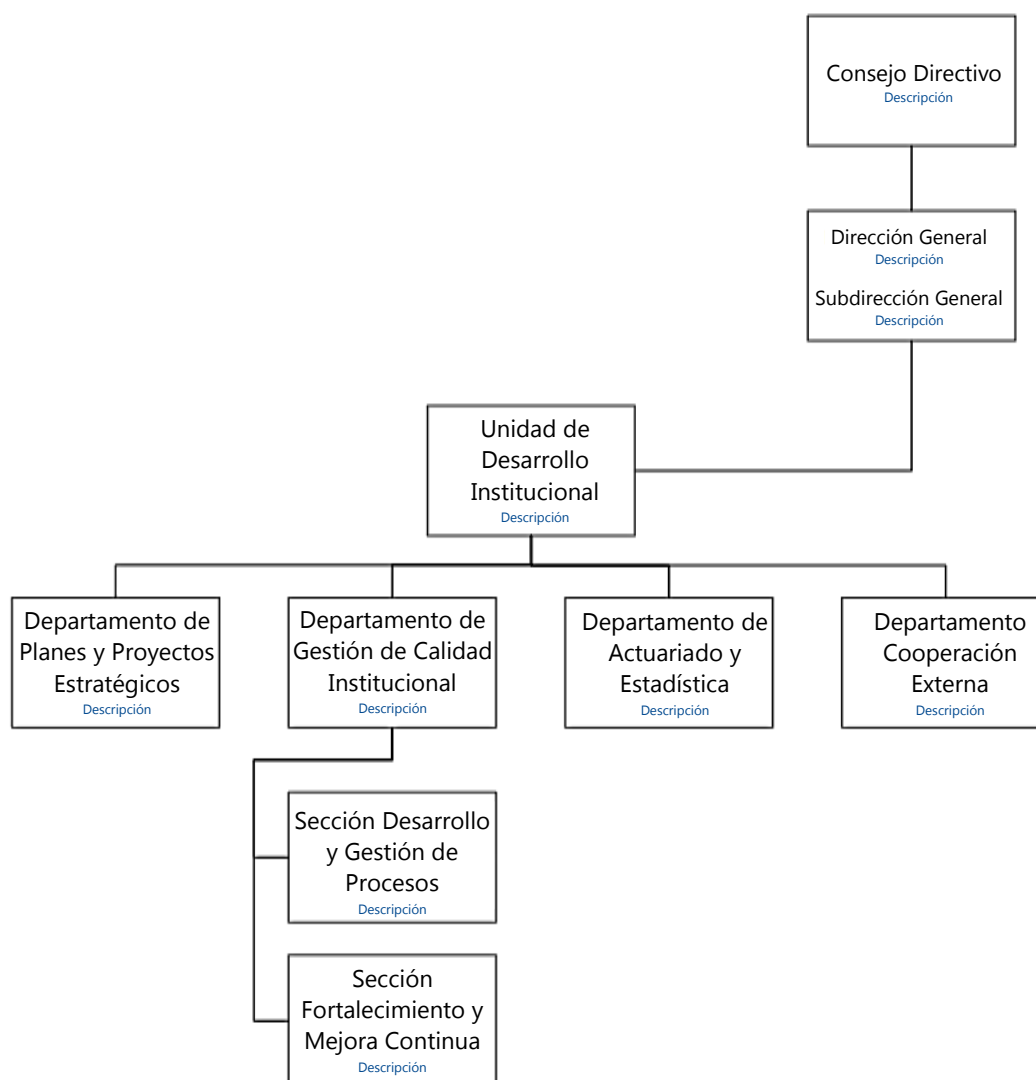 Consejo Directivo
Descripción
Dirección General
Descripción
Subdirección General
Descripción
Unidad de
Desarrollo
Institucional
Descripción
Departamento de
Planes y Proyectos
Estratégicos
Descripción
Departamento de
Gestión de Calidad
Institucional
Descripción
Departamento de
Actuariado y
Estadística
Descripción
Departamento
Cooperación
Externa
Descripción
Sección Desarrollo
y Gestión de
Procesos
Descripción
Sección
Fortalecimiento y
Mejora Continua
Descripción